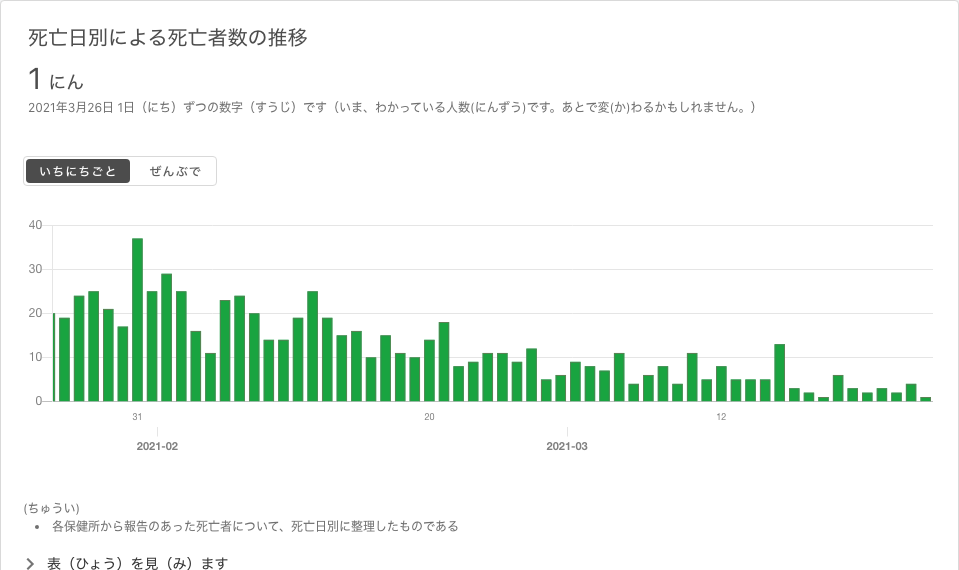 死亡日別による死亡者数の推移
1 にん
2021年3月26日 1日（にち）ずつの数字（すうじ）です（いま、わかっている人数(にんずう)です。あとで変(か)わるかもしれません。）
いちにちごと ぜんぶで
40
30
20
10
0
31 20 12
2021-02 2021-03
(ちゅうい)
• 各保健所から報告のあった死亡者について、死亡日別に整理したものである
表（ひょう）を見（み）ます